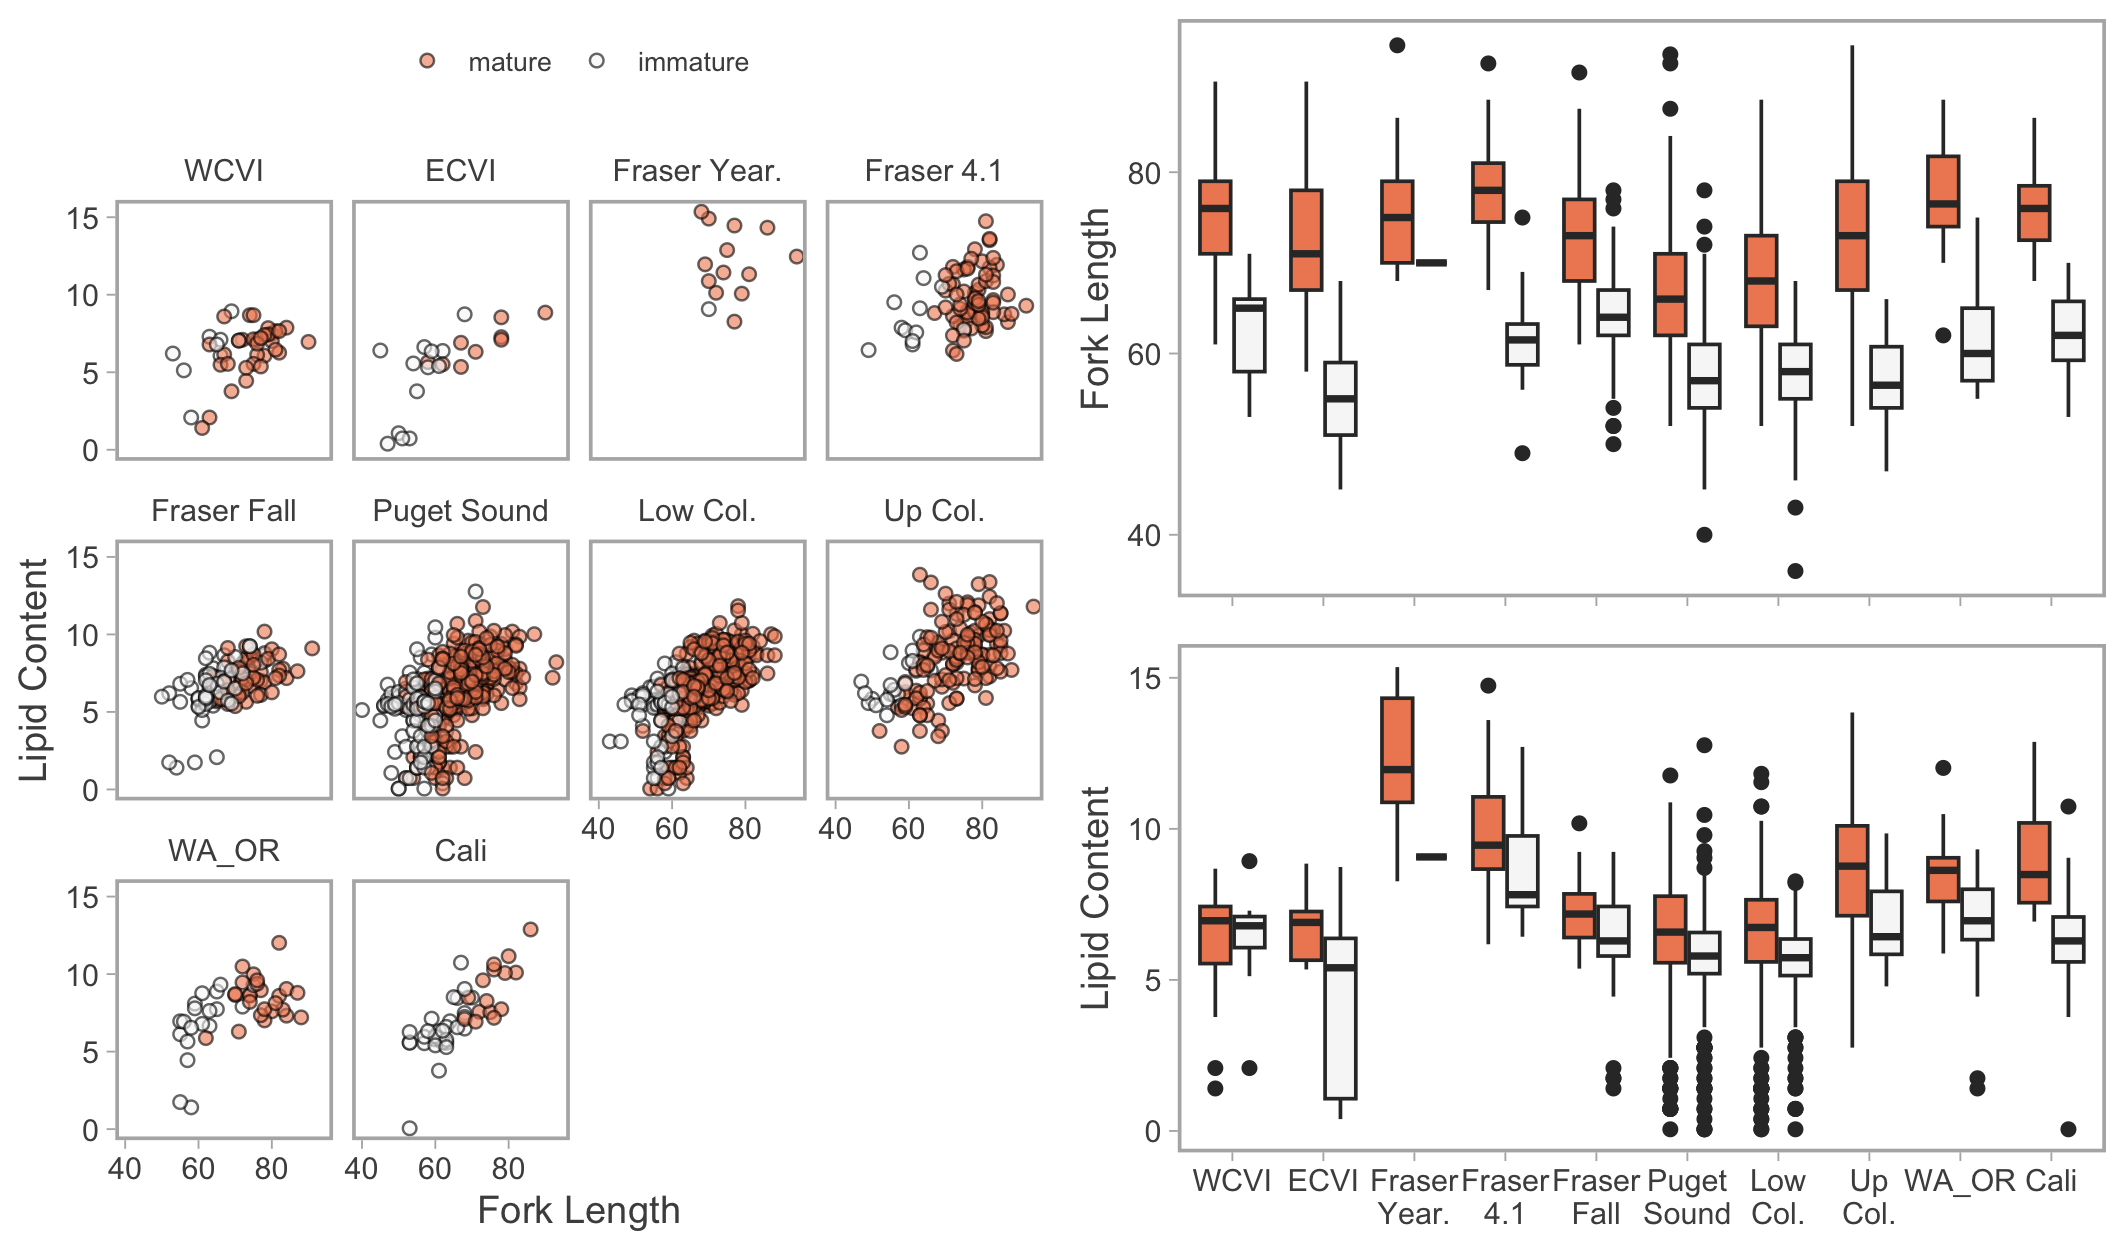 mature immature
WCVI ECVI Fraser Year. Fraser 4.1
15
10
5
0
Fraser Fall Puget Sound Low Col. Up Col.
15
10
5
0
40 60 80 40 60 80
WA_OR Cali
15
10
5
0
40 60 80 40 60 80
Lipid Content
Fork Length
Fork Length
80
60
40
Lipid Content
15
10
5
0
WCVI ECVI Fraser Fraser Fraser Puget Low Up WA_OR Cali
Year. 4.1 Fall Sound Col. Col.